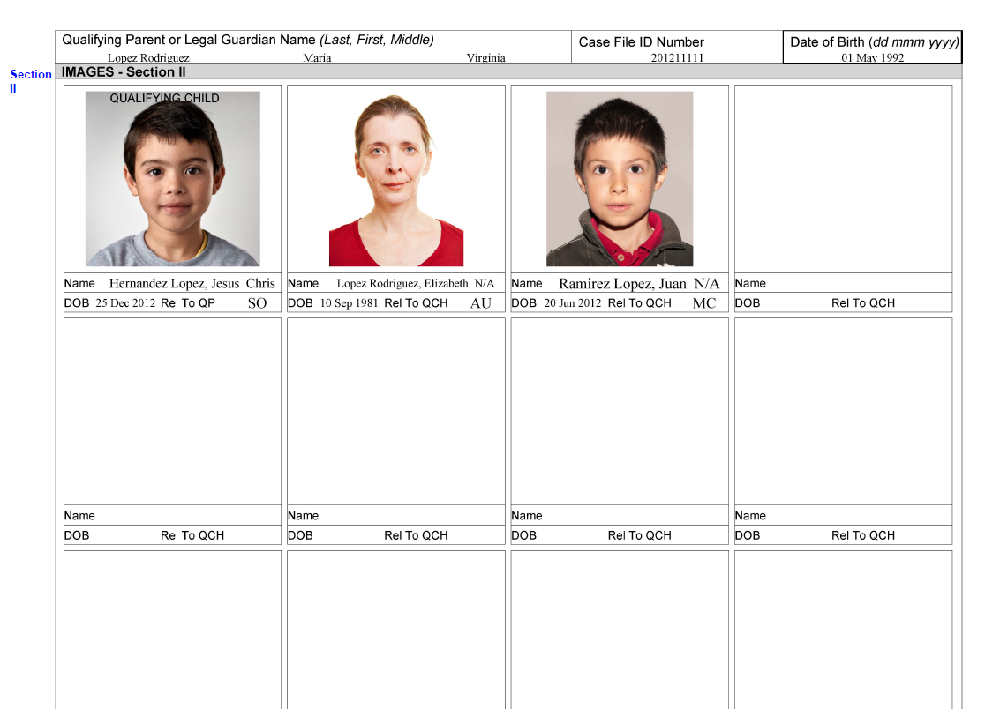 Qualifying Parent or Legal Guardian Name (Last, First, Middle) Case File ID Number Date of Birth (dd mmm yyyy)
Lopez Rodriguez Maria Virginia 201211111 01 May 1992
Section II
IMAGES - Section II
QUALIFYING CHILD
Name Hernandez Lopez, Jesus Chris Name Lopez Rodriguez, Elizabeth N/A Name Ramirez Lopez, Juan N/A Name
DOB 25 Dec 2012 Rel To QP SO DOB 10 Sep 1981 Rel To QCH AU DOB 20 Jun 2012 Rel To QCH MC DOB Rel To QCH
Name Name Name Name
DOB Rel To QCH DOB Rel To QCH DOB Rel To QCH DOB Rel To QCH